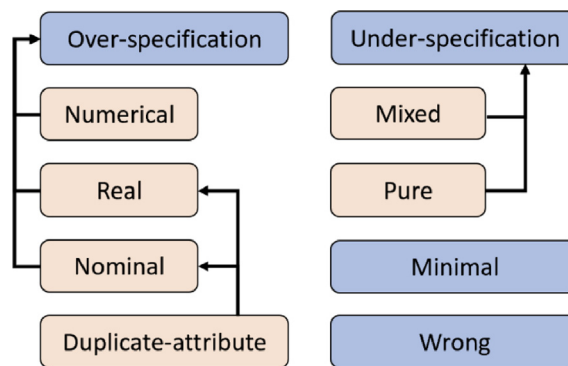 Over-specification
Numerical
Real
Nominal
Duplicate-attribute
Under-specification
Mixed
Pure
Minimal
Wrong